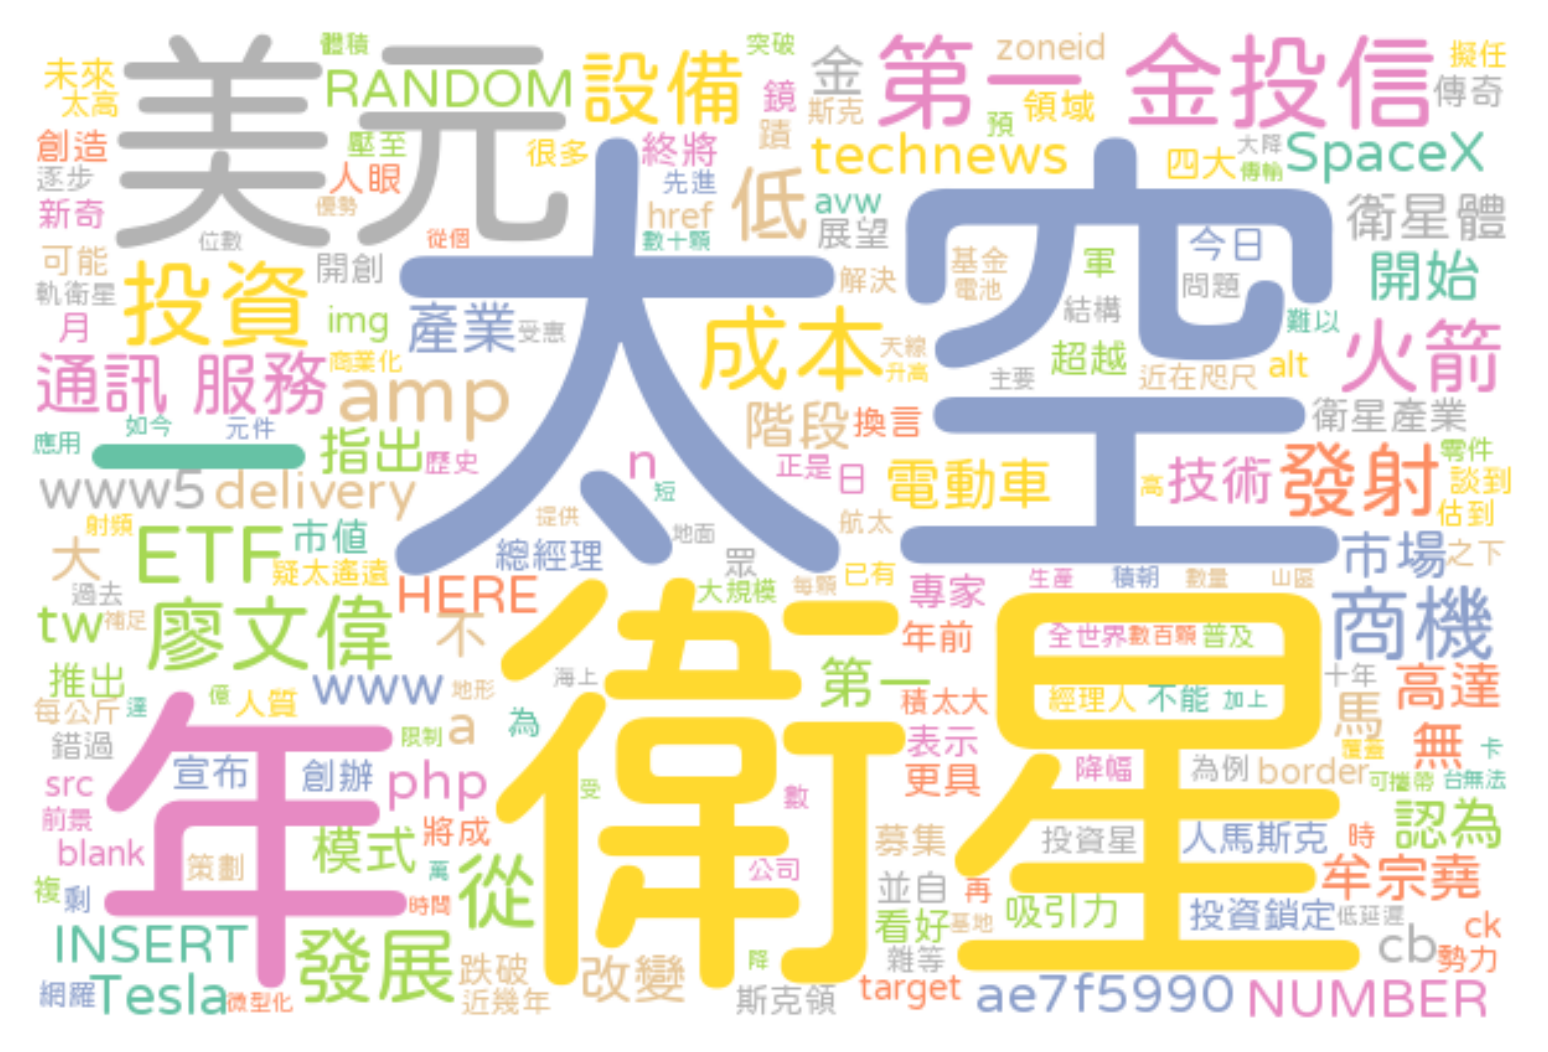 未來 太高 體積 RANDOM 設備 突破 鏡 斯克 金 第一 zoneid 領域 金投信 擬任 傳奇
美元
創造 逐步 新奇 壓至 人眼 優勢 很多 終將 先進 href 蹟 低 technews 預 四大 大降 傳輸 SpaceX
太空
位數 從個 數十顆 avw 展望 解決 基金 電池 軍 今日 問題 結構 難以 衛星體 開始
可能 軌衛星 月 投資 開創 img 產業 受惠 成本 天線 升高 主要 超越 近在咫尺 alt 火箭
通訊 服務 商業化 amp 階段 換言 衛星產業
應用 如今 元件 一 指出 歷史 n 短 正是 日 電動車 高 技術 發射 零件 談到 估到
www5 delivery 提供 地面 航太
射頻 大 ETF 市值 疑太遙遠 總經理 眾 已有 市場 之下
過去 HERE 大規模 每顆 專家 生產 積朝 數量 山區
tw 補足 廖文偉 不 年前 全世界 數百顆 普及 商機
衛星
推出 每公斤 達 億 人質 www 地形 海上 第一 積太大 經理人 不能 加上 十年 馬 高達
年
錯過 限制 a 為 表示 無 覆蓋 卡
src 前景 宣布 創辦 php 受 數 更具 降幅 為例 border 可攜帶 台無法
blank 策劃 模式 將成 萬 公司 募集 投資星 人馬斯克 時 認為
複 剩 時間 從 並自 再 牟宗堯
INSERT 發展 看好 基地 吸引力 投資鎖定 低延遲 ck
網羅 Tesla 微型化 跌破 近幾年 改變 降 斯克領 雜等 target ae7f5990 cb 勢力 NUMBER